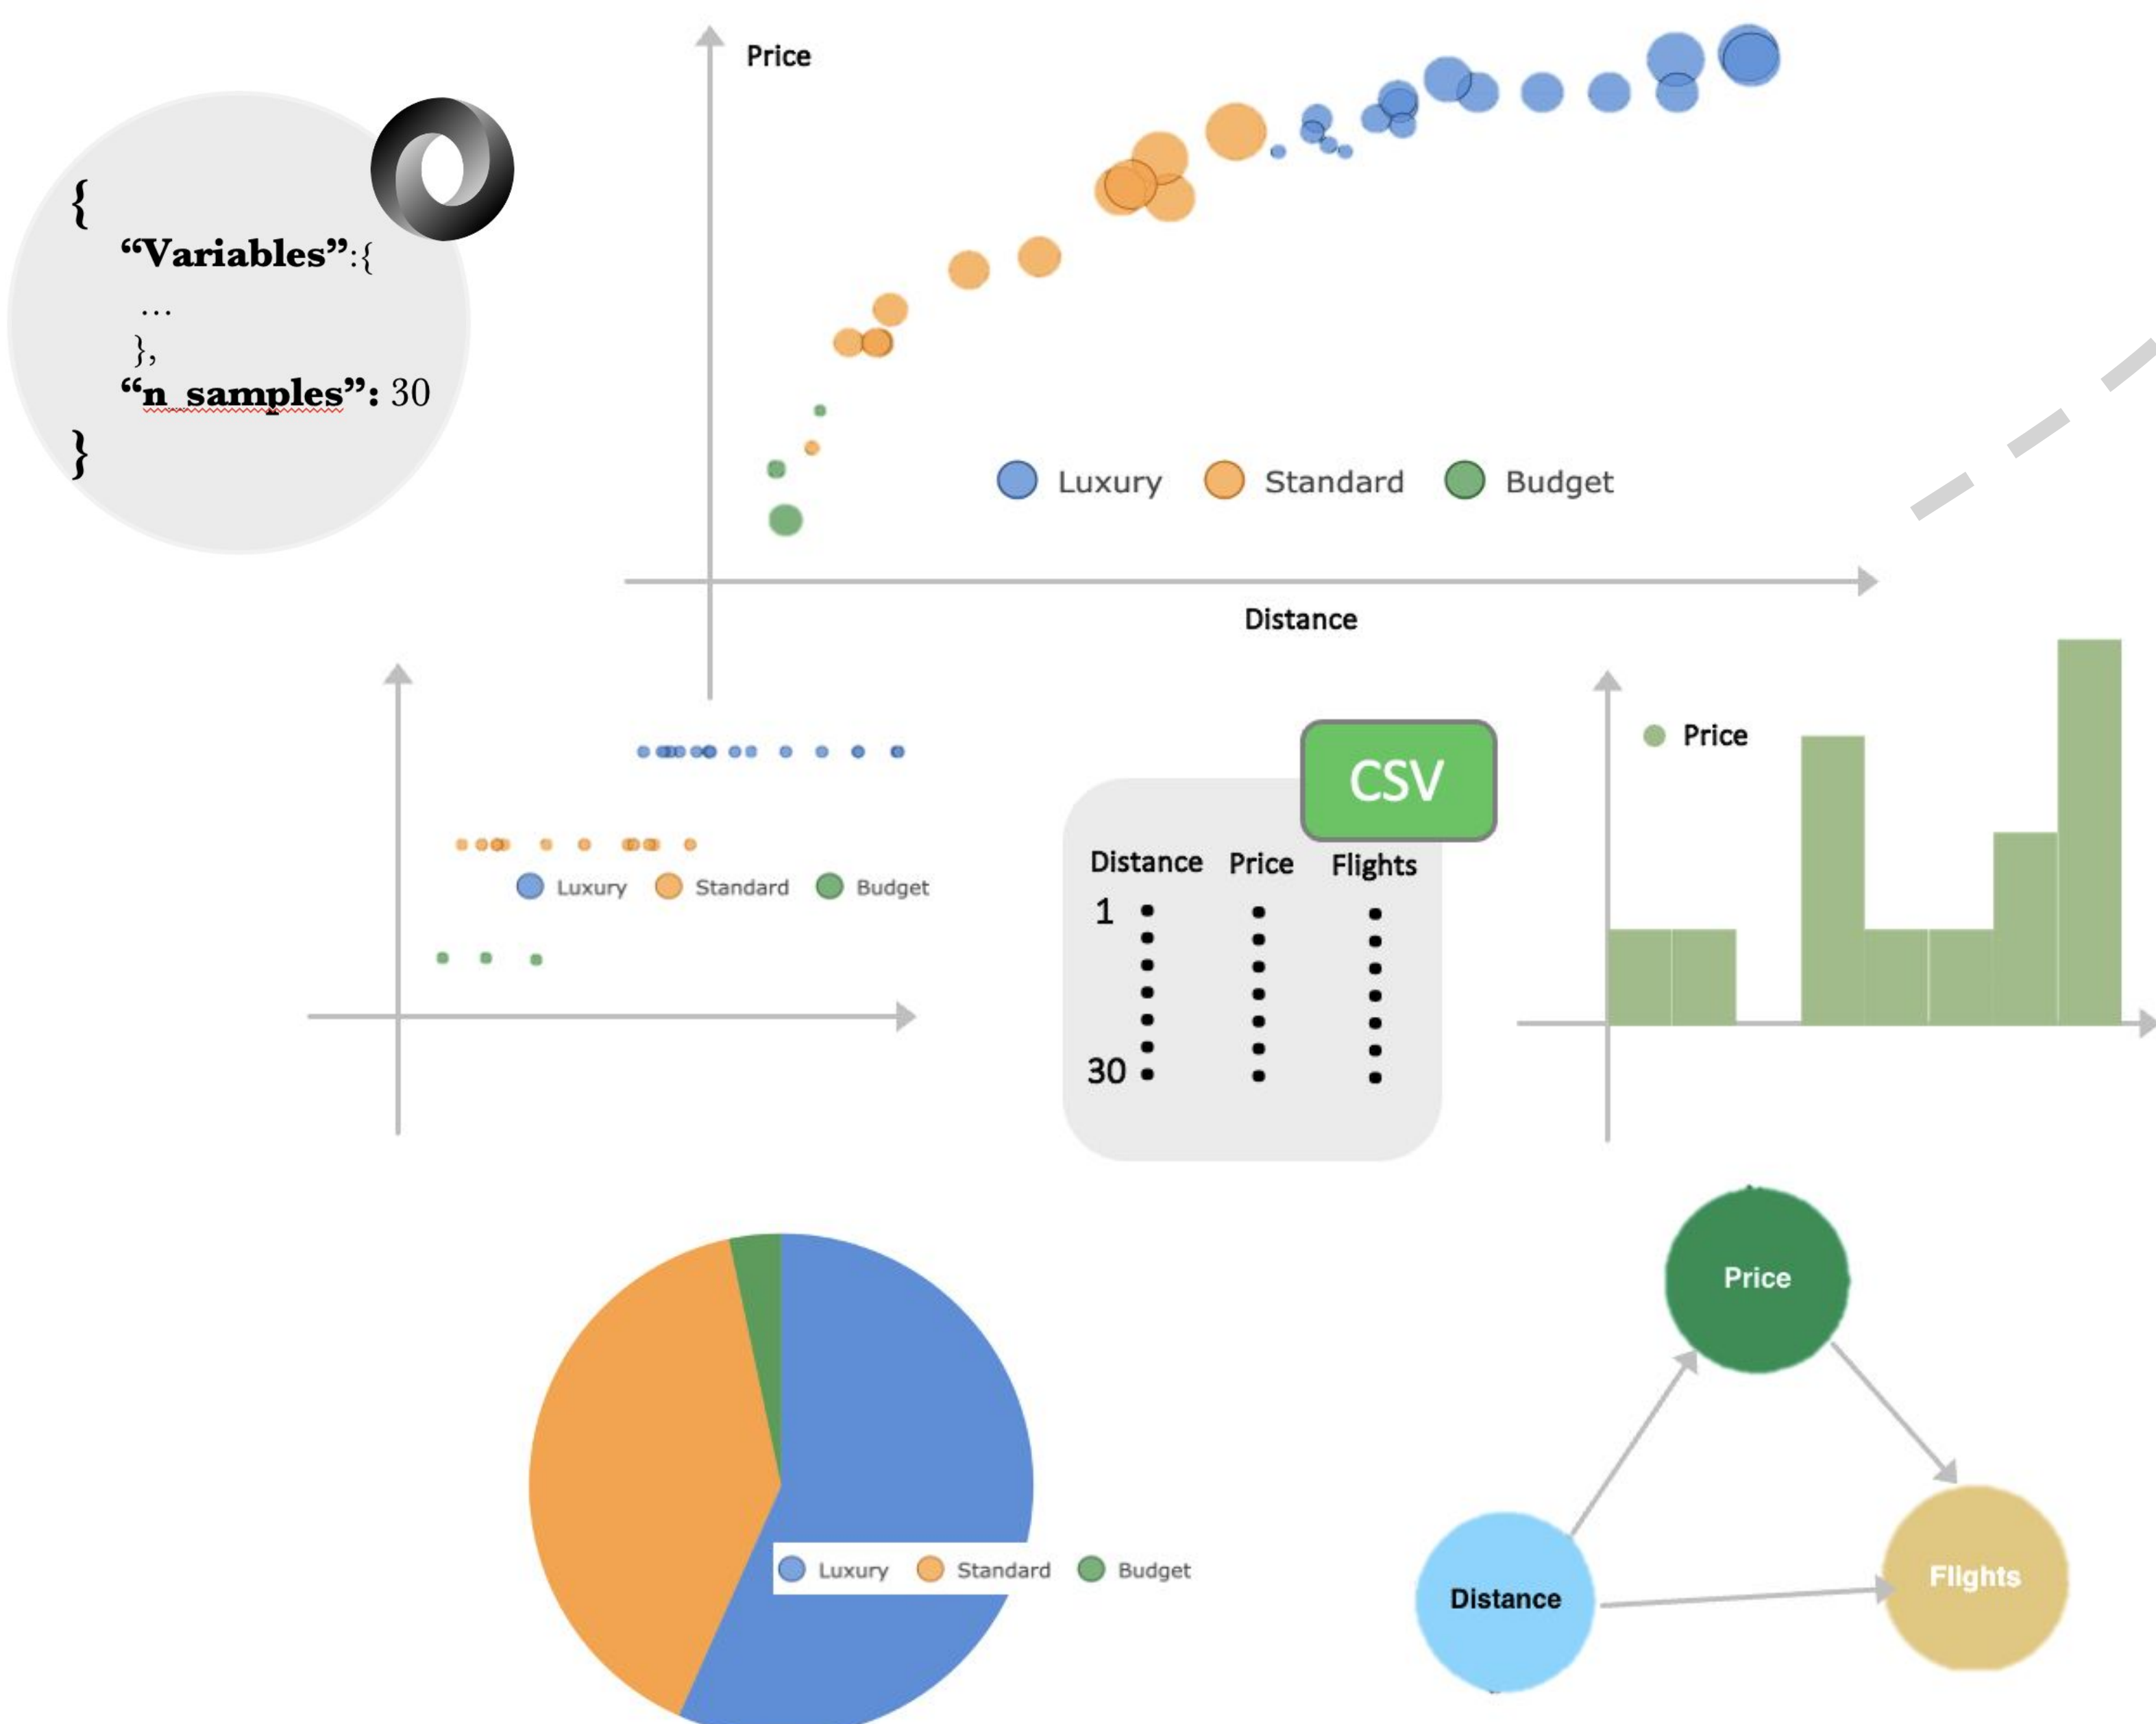 Price
{
“Variables”:{
...
},
“n_samples”: 30
}
Luxury Standard Budget
Distance
Luxury Standard Budget
CSV
Distance Price Flights
1
30
Price
Luxury Standard Budget
Price
Distance
Flights